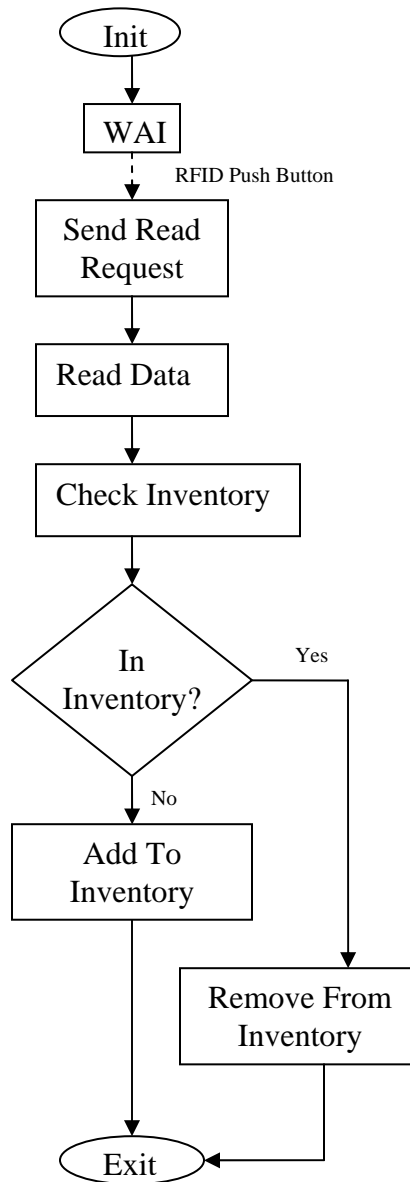 Init
WAI
RFID Push Button
Send Read
Request
Read Data
Check Inventory
In
Inventory?
Yes
No
Add To
Inventory
Remove From
Inventory
Exit